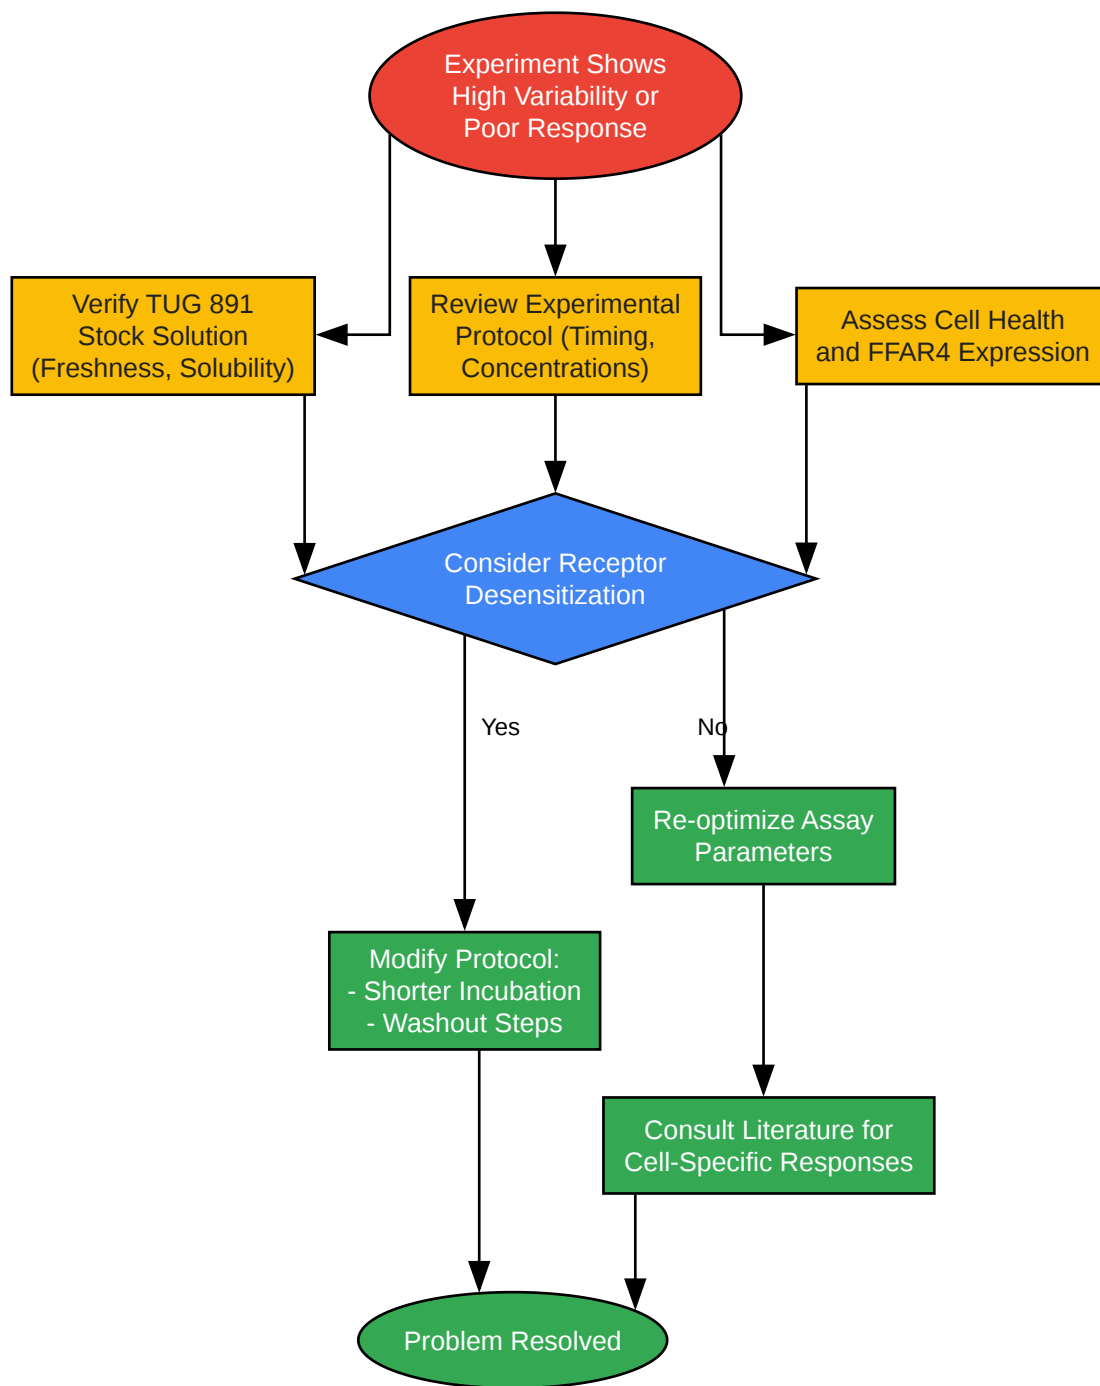 Experiment Shows
High Variability or
Poor Response
Verify TUG 891
Stock Solution
(Freshness, Solubility)
Review Experimental
Protocol (Timing,
Concentrations)
Assess Cell Health
and FFAR4 Expression
Consider Receptor
Desensitization
Yes
No
Re-optimize Assay
Parameters
Modify Protocol:
- Shorter Incubation
- Washout Steps
Consult Literature for
Cell-Specific Responses
Problem Resolved